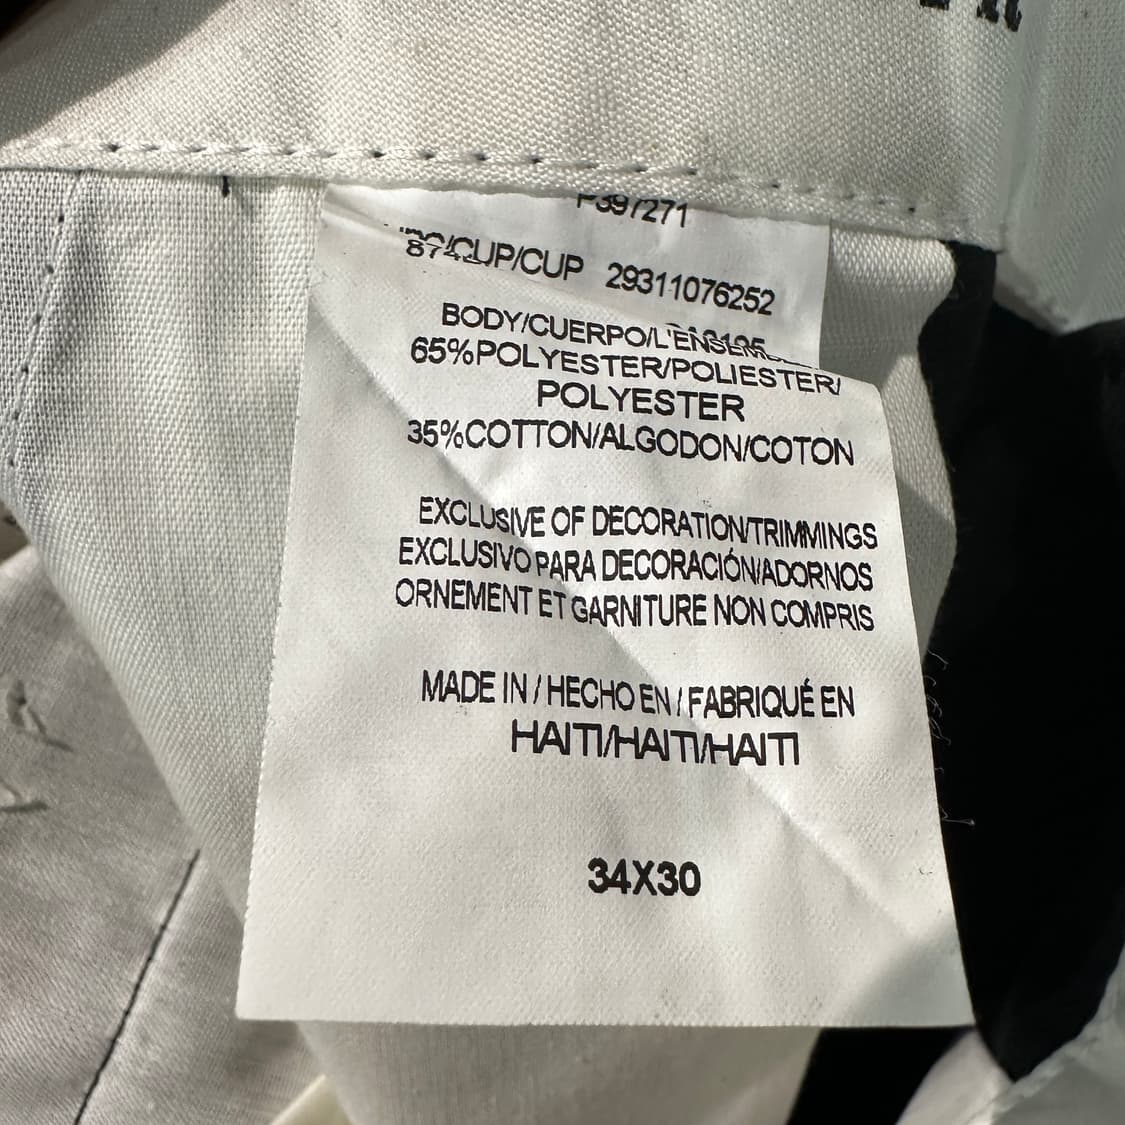 P397271
CUP/CUP 29311076252
BODY/CUERPO/L'ENSEMBLE
65%POLYESTER/POLIESTER/
POLYESTER
35%COTTON/ALGODON/COTON
EXCLUSIVE OF DECORATION/TRIMMINGS
EXCLUSIVO PARA DECORACIÓN/ADORNOS
ORNEMENT ET GARNITURE NON COMPRIS
MADE IN / HECHO EN / FABRIQUÉ EN
HAITI/HAITI/HAITI
34X30